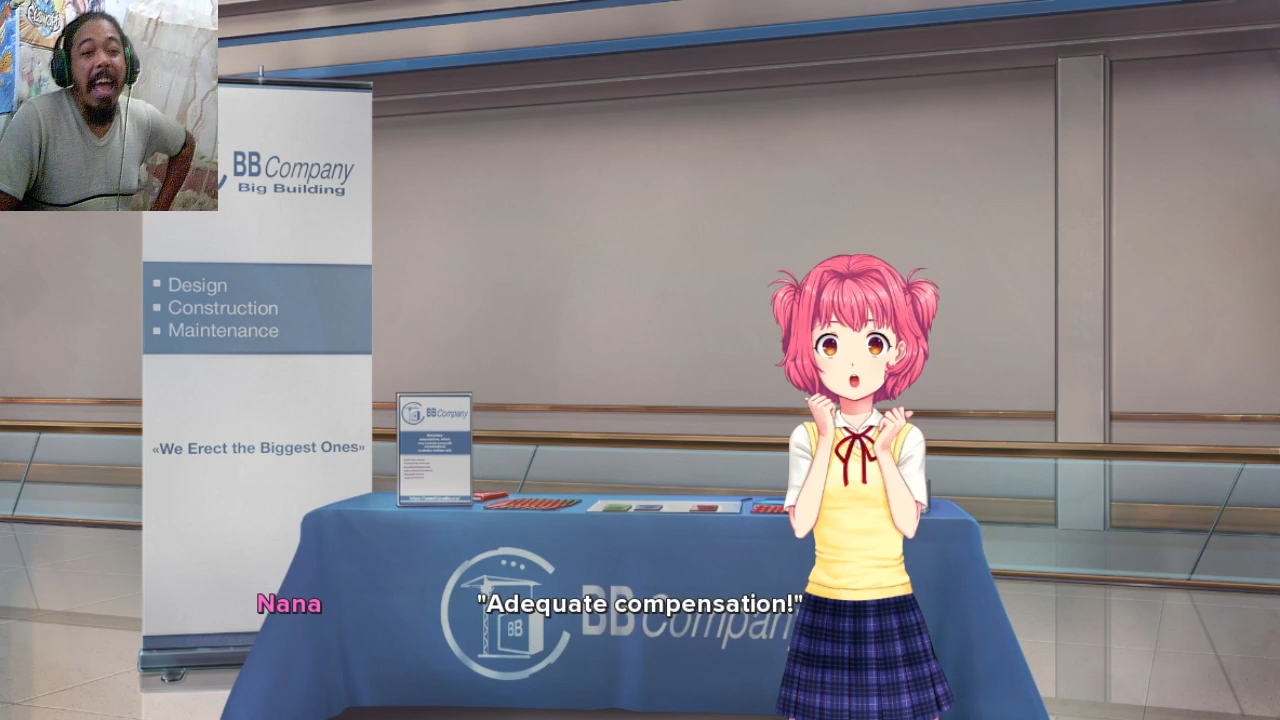 BB Company
Big Building
Design
Construction
Maintenance
«We Erect the Biggest Ones»
BB Company
Nana
"Adequate compensation!"
BB Company
BB